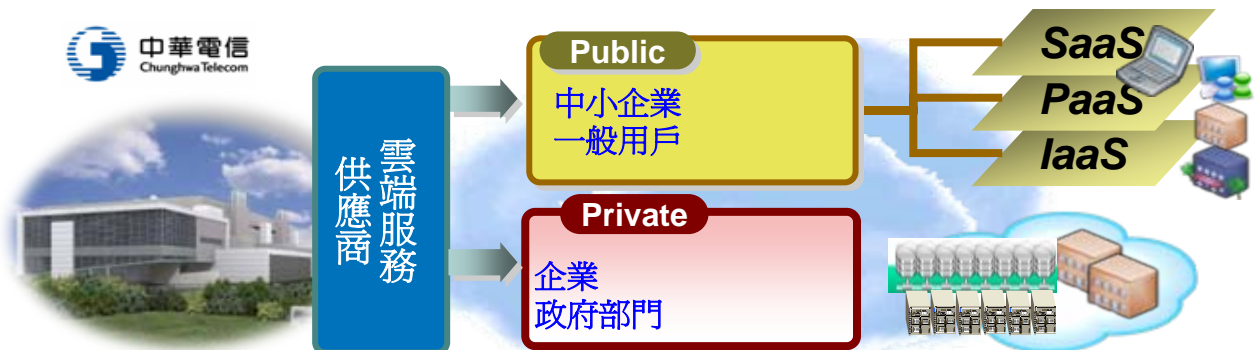 中華電信
Chunghwa Telecom
雲端服務
供應商
Public
中小企業
一般用戶
SaaS
PaaS
IaaS
Private
企業
政府部門